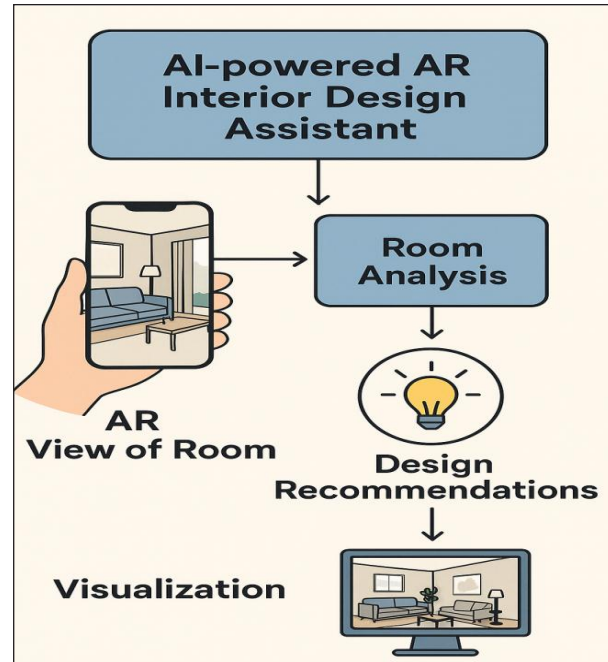 AI-powered AR
Interior Design
Assistant
Room
Analysis
AR
View of Room
Design
Recommendations
Visualization